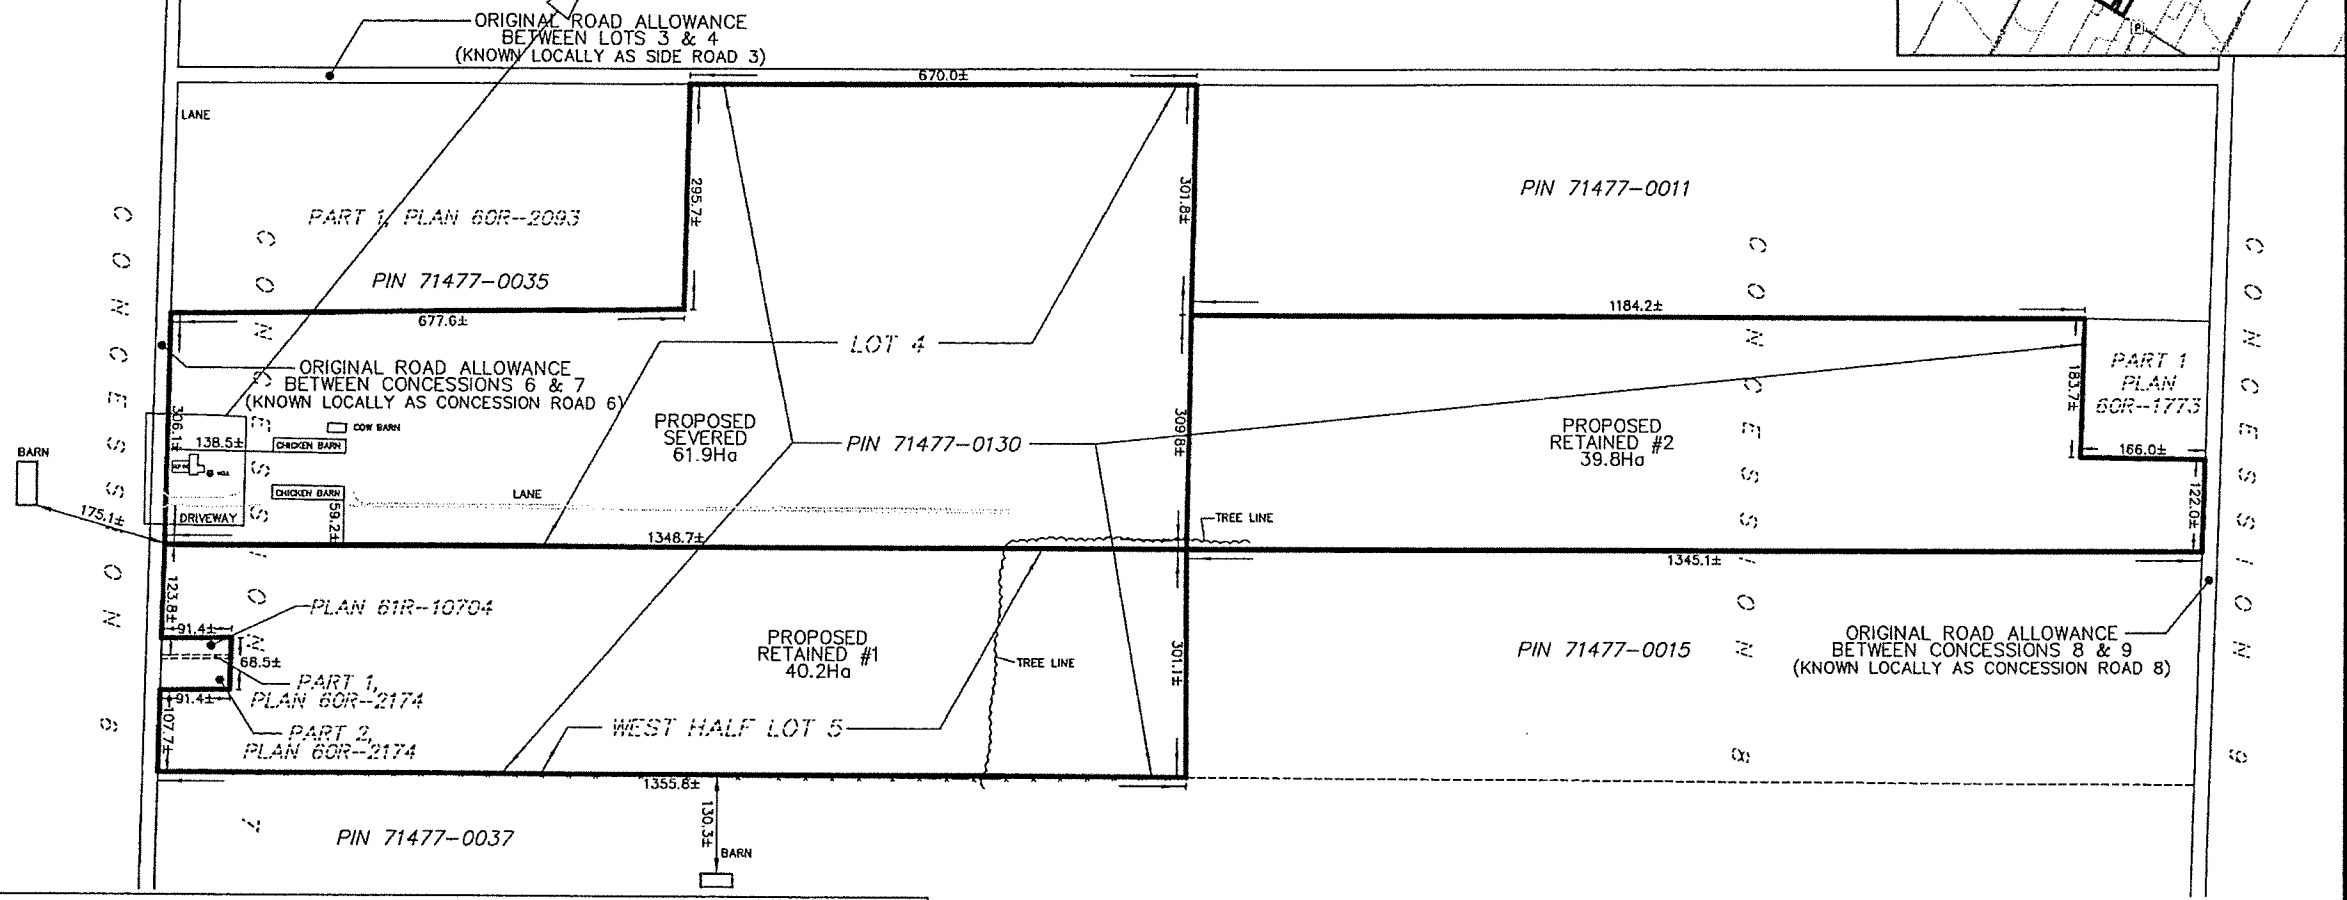 ORIGINAL ROAD ALLOWANCE
BETWEEN LOTS 3 & 4
(KNOWN LOCALLY AS SIDE ROAD 3)
P
670.0±
LANE
295.7±
301.8±
PIN 71477-0011
PART 1, PLAN 60R-2093
PIN 71477-0035
677.6±
1184.2±
LOT 4
ORIGINAL ROAD ALLOWANCE
BETWEEN CONCESSIONS 6 & 7
(KNOWN LOCALLY AS CONCESSION ROAD 6)
306.1±
138.5±
COW BARN
CHICKEN BARN
CHICKEN BARN
59.2±
LANE
DRIVEWAY
BARN
175.1±
PROPOSED
SEVERED
61.9Ha
PIN 71477-0130
309.8±
PROPOSED
RETAINED #2
39.8Ha
183.7±
PART 1
PLAN
60R-1773
166.0±
122.0±
TREE LINE
1348.7±
1345.1±
123.8±
PLAN 61R-10704
91.4±
68.5±
PART 1,
PLAN 60R-2174
91.4±
PART 2,
PLAN 60R-2174
107.7±
PROPOSED
RETAINED #1
40.2Ha
TREE LINE
301.1±
WEST HALF LOT 5
PIN 71477-0015
ORIGINAL ROAD ALLOWANCE
BETWEEN CONCESSIONS 8 & 9
(KNOWN LOCALLY AS CONCESSION ROAD 8)
1355.8±
130.3±
BARN
PIN 71477-0037
CONCESSION 6
CONCESSION 7
CONCESSION 8
CONCESSION 9